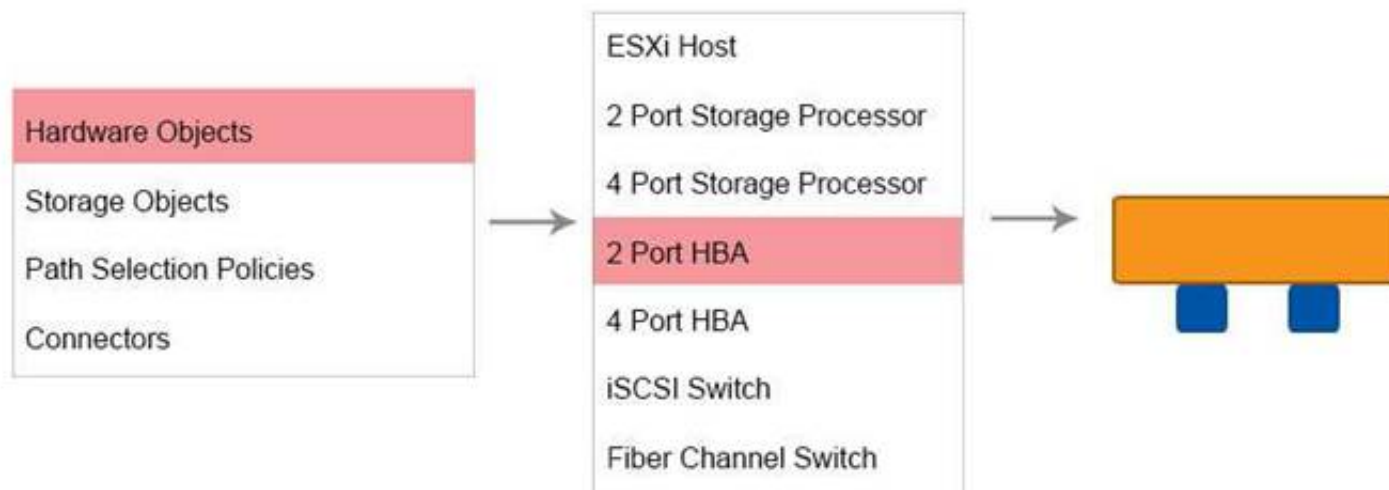 Hardware Objects
Storage Objects
Path Selection Policies
Connectors
ESXi Host
2 Port Storage Processor
4 Port Storage Processor
2 Port HBA
4 Port HBA
iSCSI Switch
Fiber Channel Switch